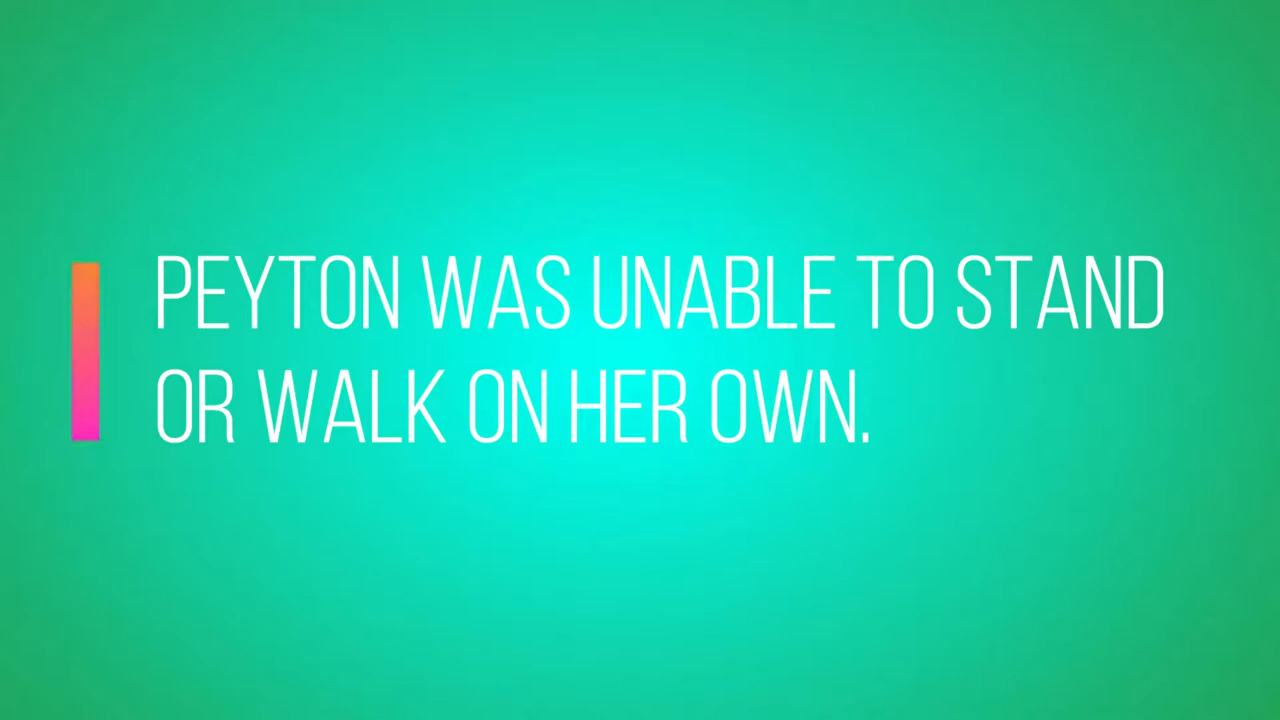 PEYTON WAS UNABLE TO STAND
OR WALK ON HER OWN.